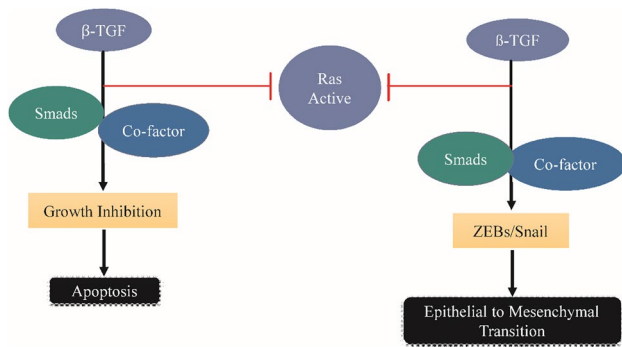 β-TGF
ß-TGF
Ras
Active
Smads
Co-factor
Smads
Co-factor
Growth Inhibition
ZEBs/Snail
Apoptosis
Epithelial to Mesenchymal
Transition